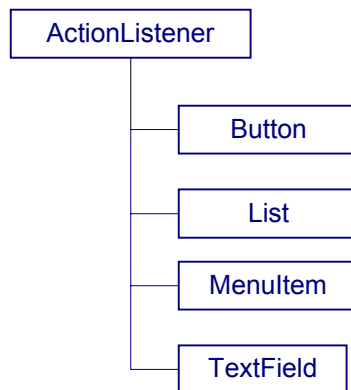 ActionListener
Button
List
MenuItem
TextField